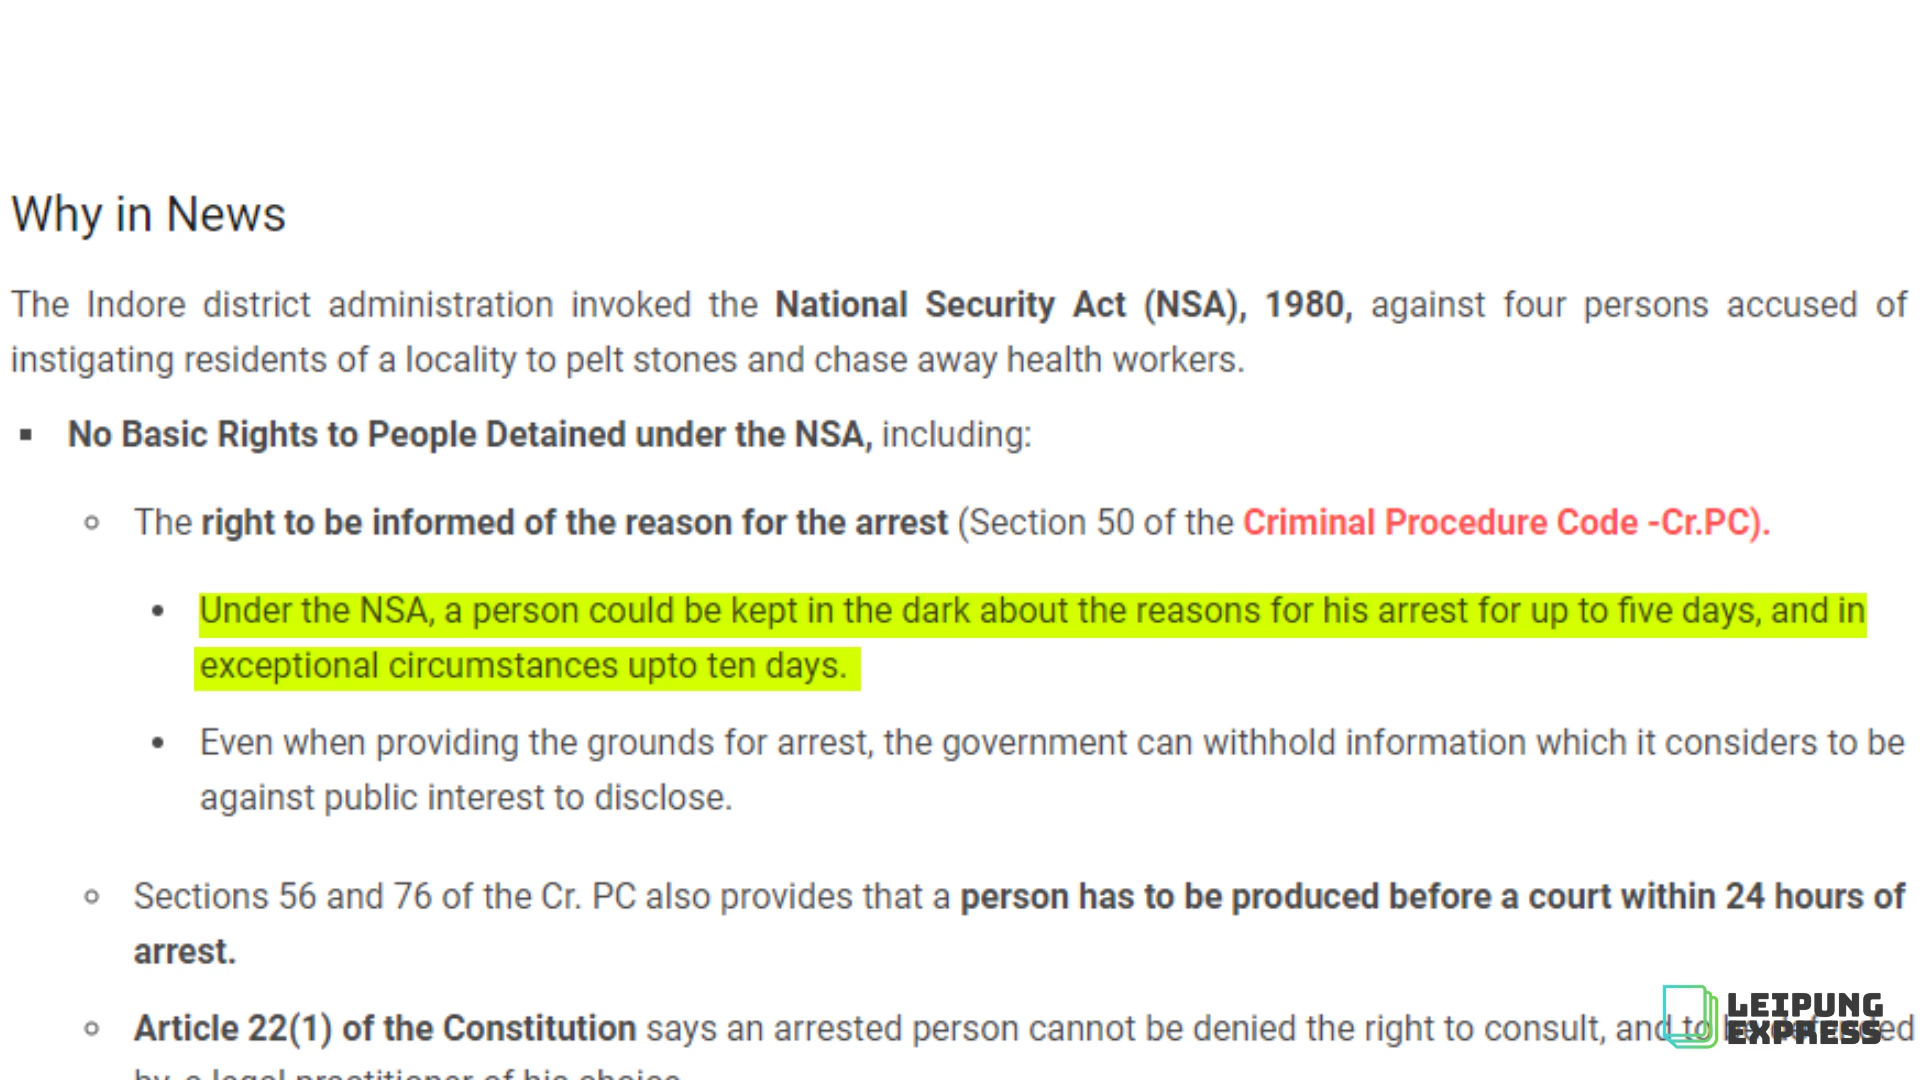 Why in News
The Indore district administration invoked the National Security Act (NSA), 1980, against four persons accused of
instigating residents of a locality to pelt stones and chase away health workers.
▪ No Basic Rights to People Detained under the NSA, including:
○ The right to be informed of the reason for the arrest (Section 50 of the Criminal Procedure Code -Cr.PC).
• Under the NSA, a person could be kept in the dark about the reasons for his arrest for up to five days, and in
exceptional circumstances upto ten days.
• Even when providing the grounds for arrest, the government can withhold information which it considers to be
against public interest to disclose.
○ Sections 56 and 76 of the Cr. PC also provides that a person has to be produced before a court within 24 hours of
arrest.
○ Article 22(1) of the Constitution says an arrested person cannot be denied the right to consult, and to
by a legal practitioner of his choice
LEIPUNG
EXPRESS